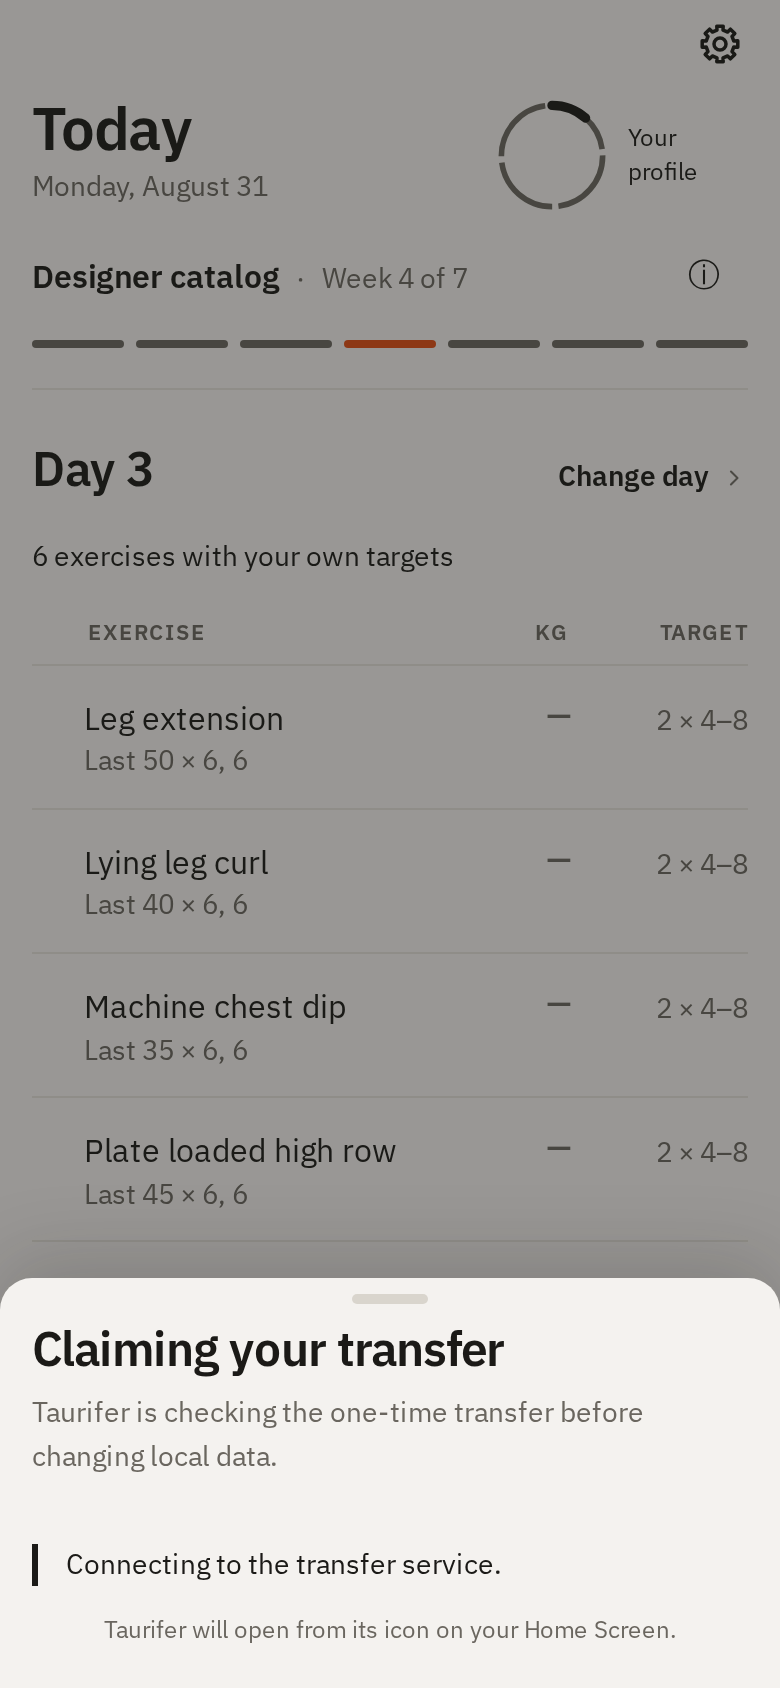 Today
Monday, August 31
Your
profile
Designer catalog · Week 4 of 7
Day 3
Change day
6 exercises with your own targets
EXERCISE KG TARGET
Leg extension — 2 × 4–8
Last 50 × 6, 6
Lying leg curl — 2 × 4–8
Last 40 × 6, 6
Machine chest dip — 2 × 4–8
Last 35 × 6, 6
Plate loaded high row — 2 × 4–8
Last 45 × 6, 6
Claiming your transfer
Taurifer is checking the one-time transfer before
changing local data.
Connecting to the transfer service.
Taurifer will open from its icon on your Home Screen.